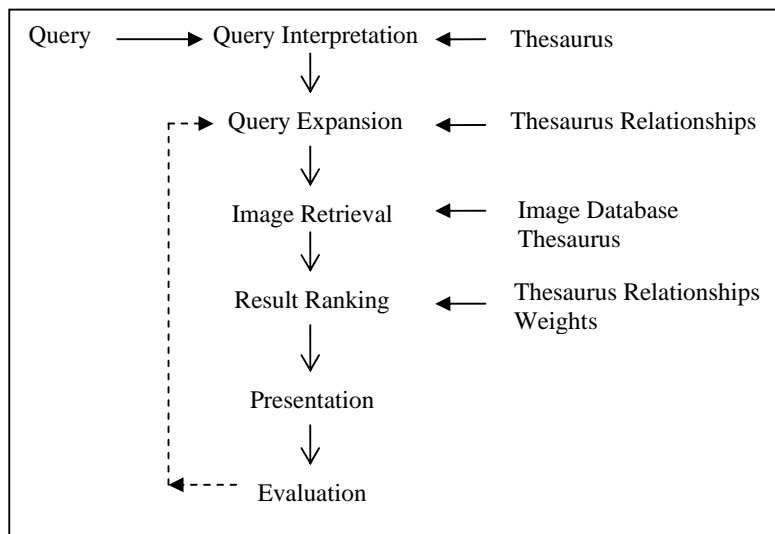 Query
Query Interpretation
Thesaurus
Query Expansion
Thesaurus Relationships
Image Retrieval
Image Database
Thesaurus
Result Ranking
Thesaurus Relationships
Weights
Presentation
Evaluation